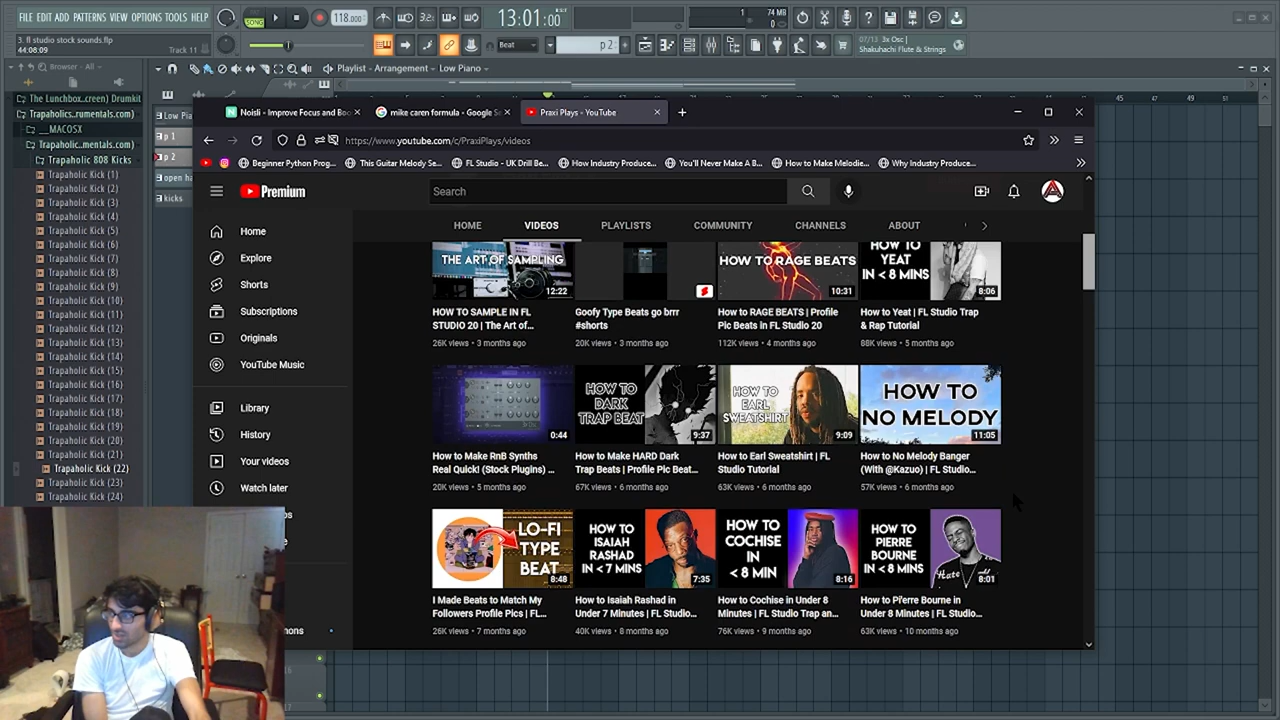 FILE EDIT ADD PATTERNS VIEW OPTIONS TOOLS HELP
SONG
118.000
3.2:
13:01:00
1
74 MB
0
3. fl studio stock sounds.flp
44:08:09
Track 11
Beat
p 2
07/13 3x Osc |
Shakuhachi Flute & Strings
Browser - All
Playlist - Arrangement
Low Piano
The Lunchbox...creen) Drumkit
Trapaholics...rumentals.com)
__MACOSX
Trapaholic...mentals.com)
Trapaholic 808 Kicks
Trapaholic Kick (1)
Trapaholic Kick (2)
Trapaholic Kick (3)
Trapaholic Kick (4)
Trapaholic Kick (5)
Trapaholic Kick (6)
Trapaholic Kick (7)
Trapaholic Kick (8)
Trapaholic Kick (9)
Trapaholic Kick (10)
Trapaholic Kick (11)
Trapaholic Kick (12)
Trapaholic Kick (13)
Trapaholic Kick (14)
Trapaholic Kick (15)
Trapaholic Kick (16)
Trapaholic Kick (17)
Trapaholic Kick (18)
Trapaholic Kick (19)
Trapaholic Kick (20)
Trapaholic Kick (21)
Trapaholic Kick (22)
Trapaholic Kick (23)
Trapaholic Kick (24)
Low Pia
p 1
p 2
open ha
kicks
45 47 49 51
Noisli - Improve Focus and Boo
mike caren formula - Google Se
Praxi Plays - YouTube
https://www.youtube.com/c/PraxiPlays/videos
Beginner Python Prog...
This Guitar Melody Se...
FL Studio - UK Drill Be...
How Industry Produce...
You'll Never Make A B...
How to Make Melodie...
Why Industry Produce...
Premium
Search
Home
Explore
Shorts
Subscriptions
Originals
YouTube Music
Library
History
Your videos
Watch later
HOME VIDEOS PLAYLISTS COMMUNITY CHANNELS ABOUT
THE ART OF SAMPLING
12:22
HOW TO RAGE BEATS
10:31
HOW TO
YEAT
IN < 8 MINS
8:06
HOW TO SAMPLE IN FL
STUDIO 20 | The Art of...
26K views • 3 months ago
Goofy Type Beats go brrr
#shorts
20K views • 3 months ago
How to RAGE BEATS | Profile
Pic Beats in FL Studio 20
112K views • 4 months ago
How to Yeat | FL Studio Trap
& Rap Tutorial
88K views • 5 months ago
0:44
HOW TO
DARK
TRAP BEAT
9:37
HOW TO
EARL
SWEATSHIRT
9:09
HOW TO
NO MELODY
11:05
How to Make RnB Synths
Real Quick! (Stock Plugins) ...
20K views • 5 months ago
How to Make HARD Dark
Trap Beats | Profile Pic Beat...
67K views • 6 months ago
How to Earl Sweatshirt | FL
Studio Tutorial
63K views • 6 months ago
How to No Melody Banger
(With @Kazuo) | FL Studio...
57K views • 6 months ago
LO-FI
TYPE
BEAT
8:48
HOW TO
ISAIAH
RASHAD
IN < 7 MINS
7:35
HOW TO
COCHISE
IN
< 8 MIN
8:16
HOW TO
PIERRE
BOURNE
IN < 8 MINS
Hate
8:01
I Made Beats to Match My
Followers Profile Pics | FL...
26K views • 7 months ago
How to Isaiah Rashad in
Under 7 Minutes | FL Studio...
40K views • 8 months ago
How to Cochise in Under 8
Minutes | FL Studio Trap an...
76K views • 9 months ago
How to Pi'erre Bourne in
Under 8 Minutes | FL Studio...
63K views • 10 months ago